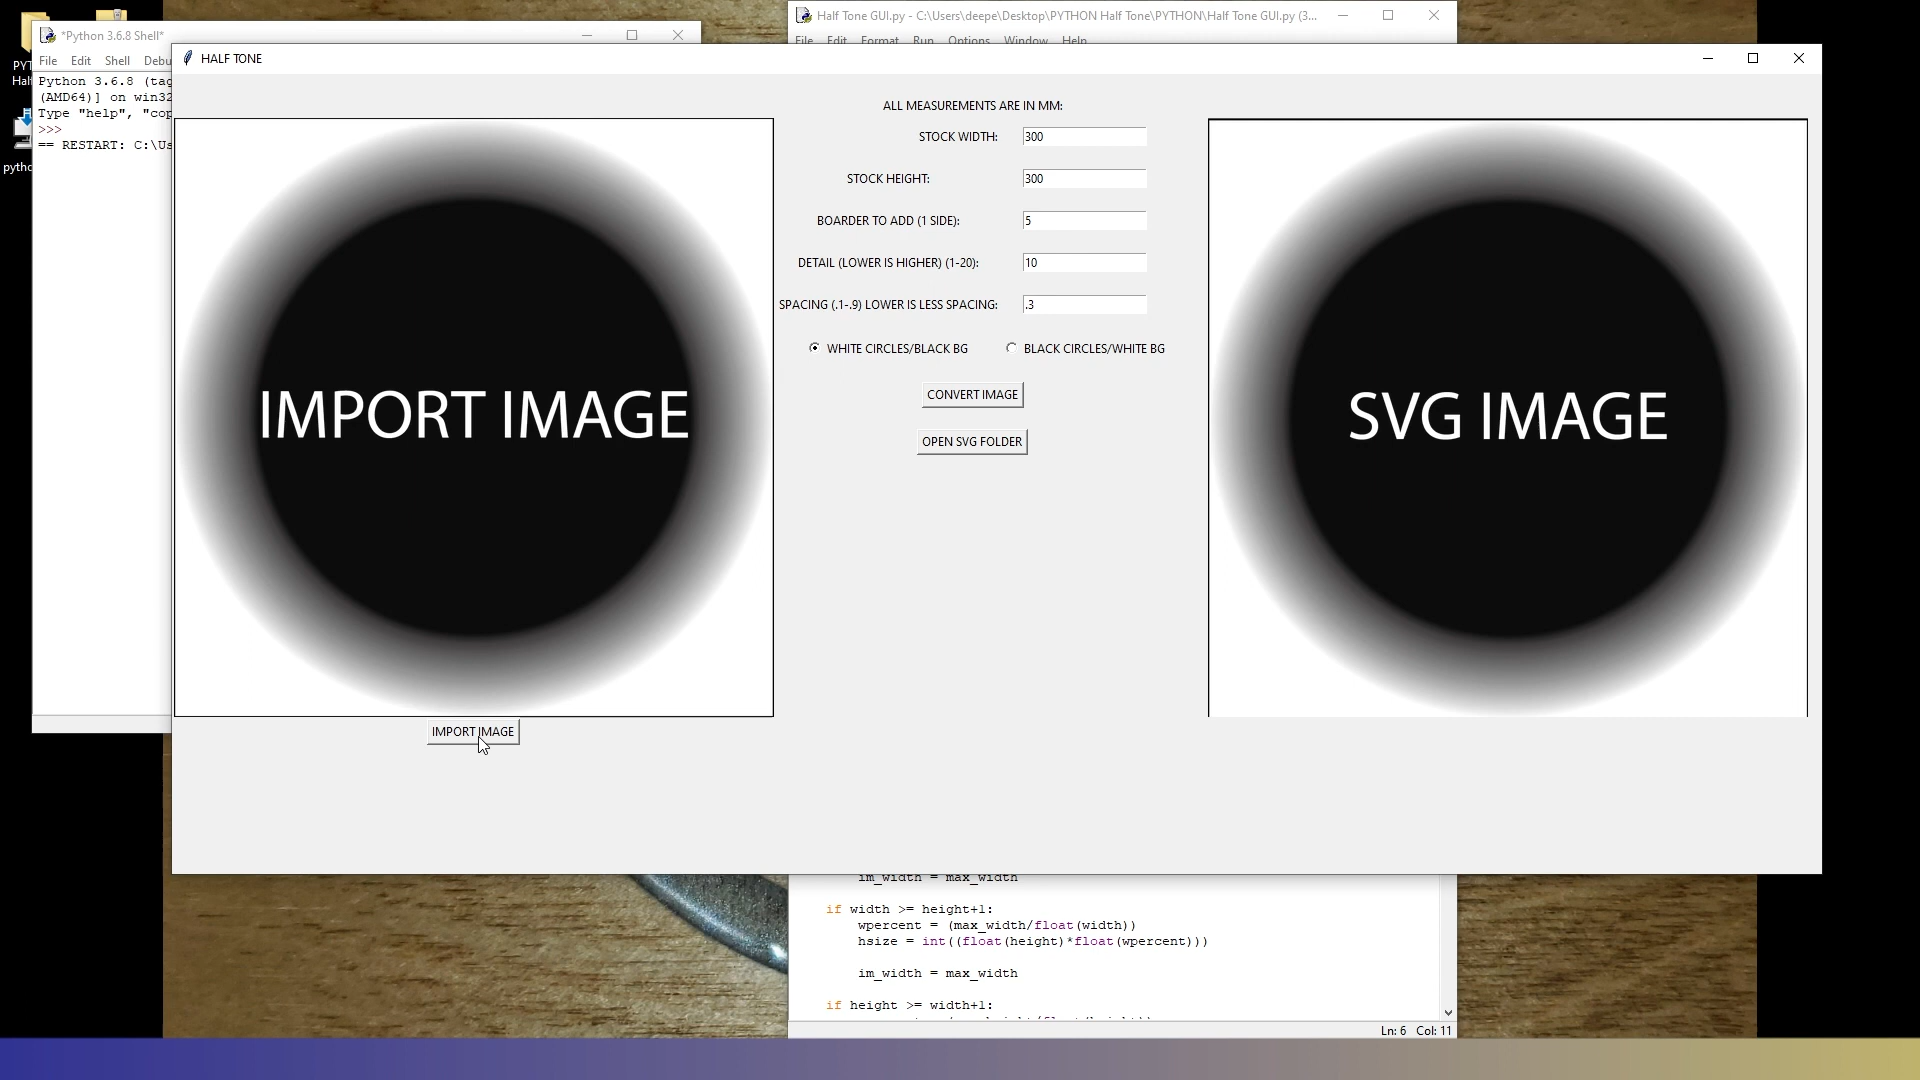 *Python 3.6.8 Shell*
File Edit Shell Debu
Python 3.6.8 (tag
(AMD64)] on win32
Type "help", "cop
>>>
== RESTART: C:\Us
Half Tone GUI.py - C:\Users\deepe\Desktop\PYTHON Half Tone\PYTHON\Half Tone GUI.py (3...
File Edit Format Run Options Window Help
HALF TONE
ALL MEASUREMENTS ARE IN MM:
STOCK WIDTH: 300
STOCK HEIGHT: 300
BOARDER TO ADD (1 SIDE): 5
DETAIL (LOWER IS HIGHER) (1-20): 10
SPACING (.1-.9) LOWER IS LESS SPACING: .3
WHITE CIRCLES/BLACK BG BLACK CIRCLES/WHITE BG
CONVERT IMAGE
OPEN SVG FOLDER
IMPORT IMAGE
SVG IMAGE
IMPORT IMAGE
im_width = max_width
if width >= height+1:
wpercent = (max_width/float(width))
hsize = int((float(height)*float(wpercent)))
im_width = max_width
if height >= width+1:
Ln: 6 Col: 11